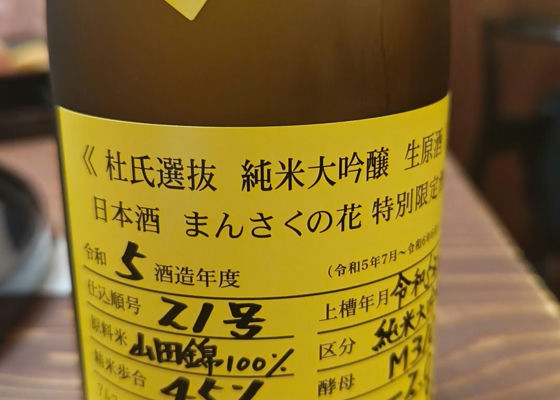 《杜氏選抜 純米大吟醸 生原酒
日本酒 まんさくの花 特別限定
令和 5 酒造年度
(令和5年7月~令和6年
仕込順号 21号
上槽年月 令和
原料米 山田錦100%
区分 純米大
精米歩合 45%
酵母 M3